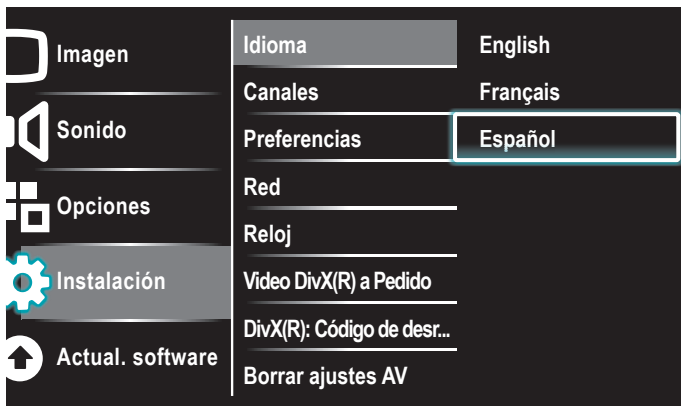 Imagen
Sonido
Opciones
Instalación
Actual. software
Idioma
Canales
Preferencias
Red
Reloj
Video DivX(R) a Pedido
DivX(R): Código de desr...
Borrar ajustes AV
English
Français
Español